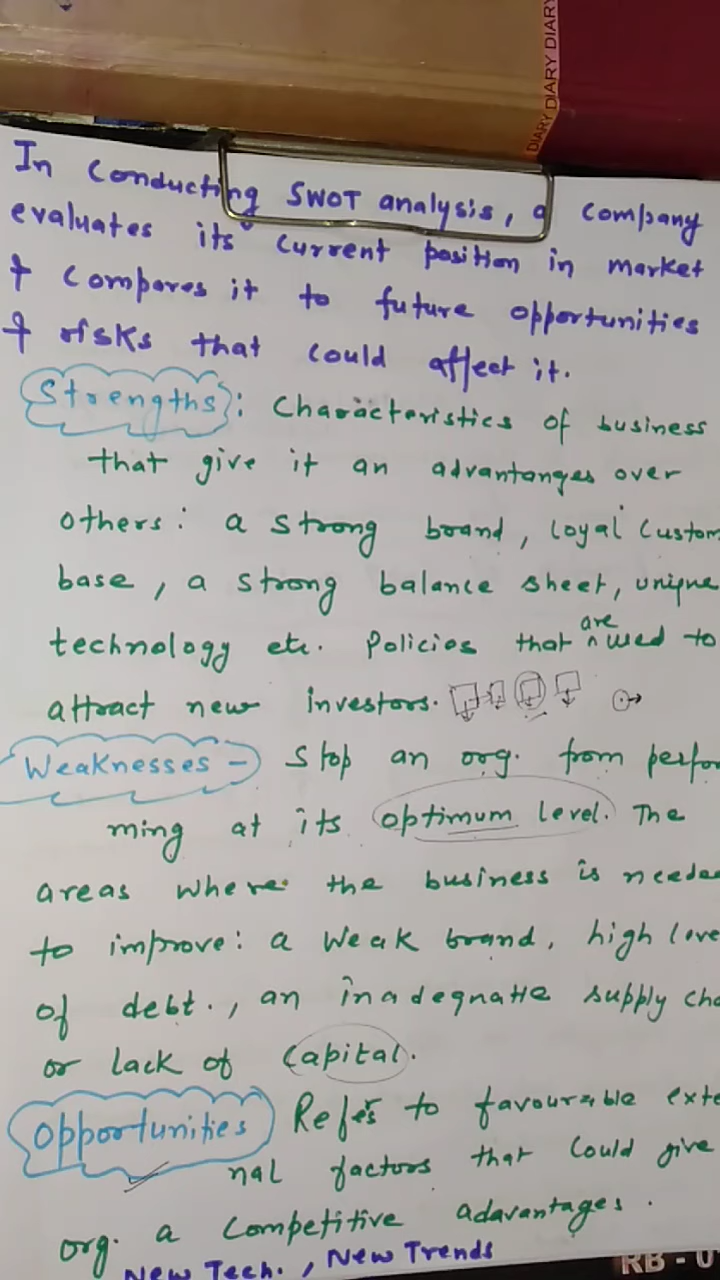 DIARY DIARY DIARY
In Conducting SWOT analysis, a company
evaluates its current position in market
& Compares it to future opportunities
& risks that could affect it.
Strengths: Characteristics of business
that give it an advantanges over
others: a strong brand, loyal Custom
base, a strong balance sheet, unique
technology etc. Policies that are used to
attract new investors.
Weaknesses - Stop an org. from perfor
ming at its optimum level. The
areas where the business is neede
to improve: a weak brand, high leve
of debt., an inadequate supply cha
or lack of Capital.
Opportunities Refers to favourable exte
nal factors that could give
org. a competitive adavantages.
New Tech., New Trends
RB - 0